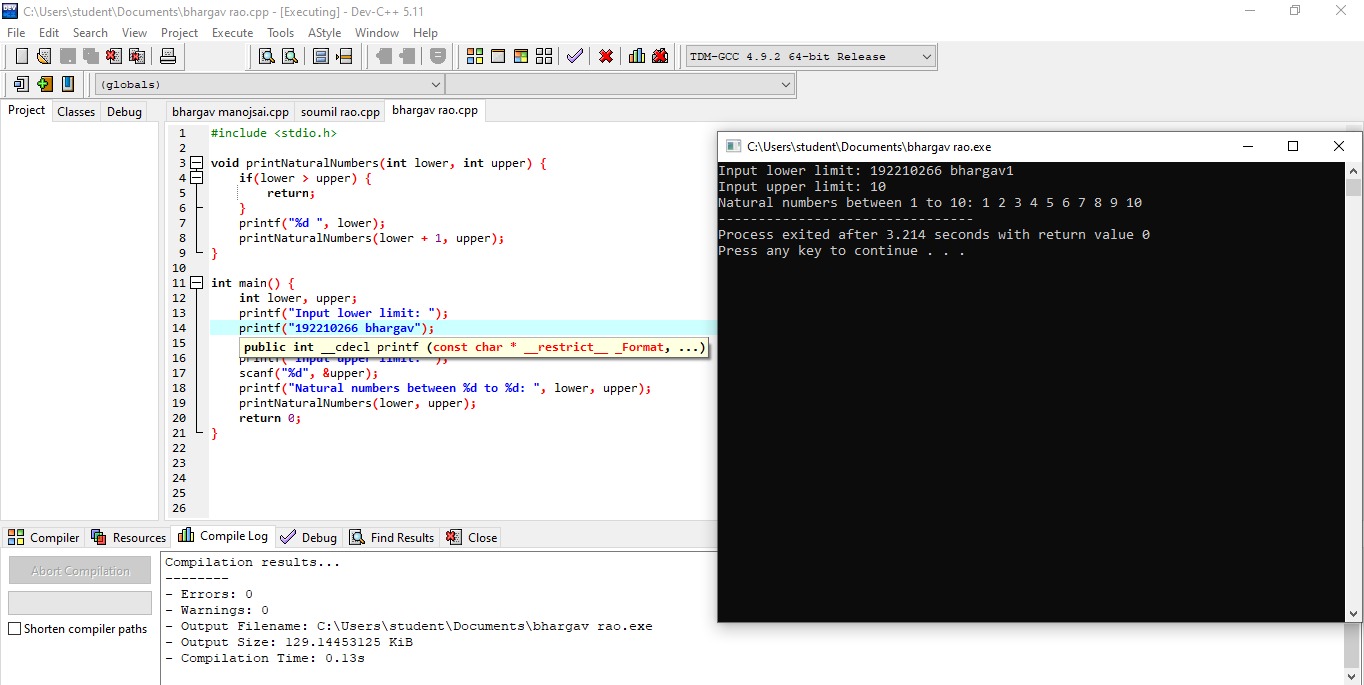 C:\Users\student\Documents\bhargav rao.cpp - [Executing] - Dev-C++ 5.11
File Edit Search View Project Execute Tools AStyle Window Help
TDM-GCC 4.9.2 64-bit Release
(globals)
Project Classes Debug
bhargav manojsai.cpp soumil rao.cpp bhargav rao.cpp
1 #include <stdio.h>
2
3 void printNaturalNumbers(int lower, int upper) {
4 if(lower > upper) {
5 return;
6 }
7 printf("%d ", lower);
8 printNaturalNumbers(lower + 1, upper);
9 }
10
11 int main() {
12 int lower, upper;
13 printf("Input lower limit: ");
14 printf("192210266 bhargav");
15
public int __cdecl printf (const char * __restrict__ _Format, ...)
16 printf("Input upper limit: ");
17 scanf("%d", &upper);
18 printf("Natural numbers between %d to %d: ", lower, upper);
19 printNaturalNumbers(lower, upper);
20 return 0;
21 }
22
23
24
25
26
C:\Users\student\Documents\bhargav rao.exe
Input lower limit: 192210266 bhargav1
Input upper limit: 10
Natural numbers between 1 to 10: 1 2 3 4 5 6 7 8 9 10
--------------------------------
Process exited after 3.214 seconds with return value 0
Press any key to continue . . .
Compiler Resources Compile Log Debug Find Results Close
Abort Compilation
Shorten compiler paths
Compilation results...
--------
- Errors: 0
- Warnings: 0
- Output Filename: C:\Users\student\Documents\bhargav rao.exe
- Output Size: 129.14453125 KiB
- Compilation Time: 0.13s